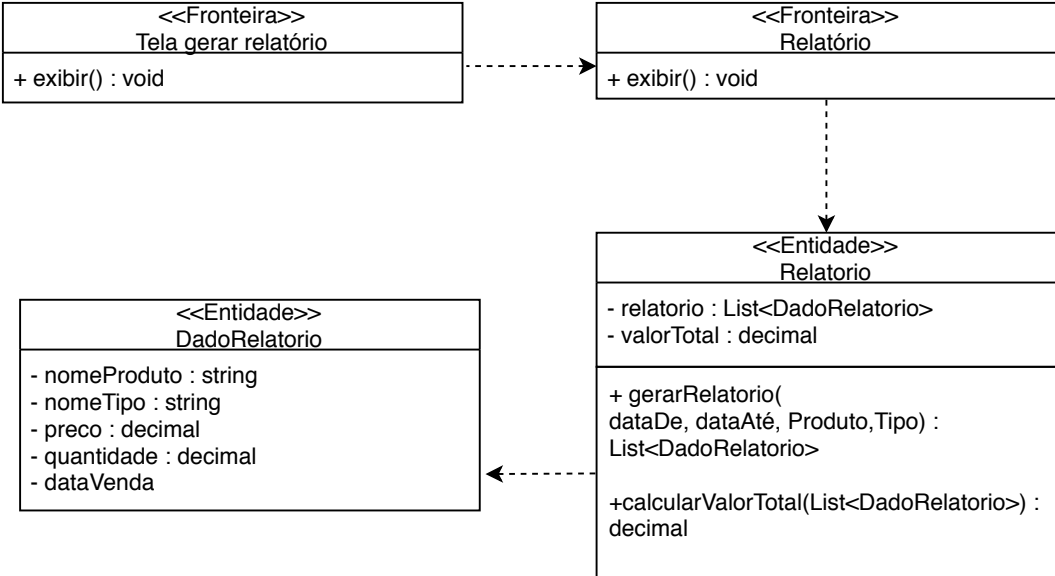 <<Fronteira>>
Tela gerar relatório
+ exibir() : void
<<Fronteira>>
Relatório
+ exibir() : void
<<Entidade>>
Relatorio
- relatorio : List<DadoRelatorio>
- valorTotal : decimal
+ gerarRelatorio(
dataDe, dataAté, Produto,Tipo) :
List<DadoRelatorio>
+calcularValorTotal(List<DadoRelatorio>) :
decimal
<<Entidade>>
DadoRelatorio
- nomeProduto : string
- nomeTipo : string
- preco : decimal
- quantidade : decimal
- dataVenda